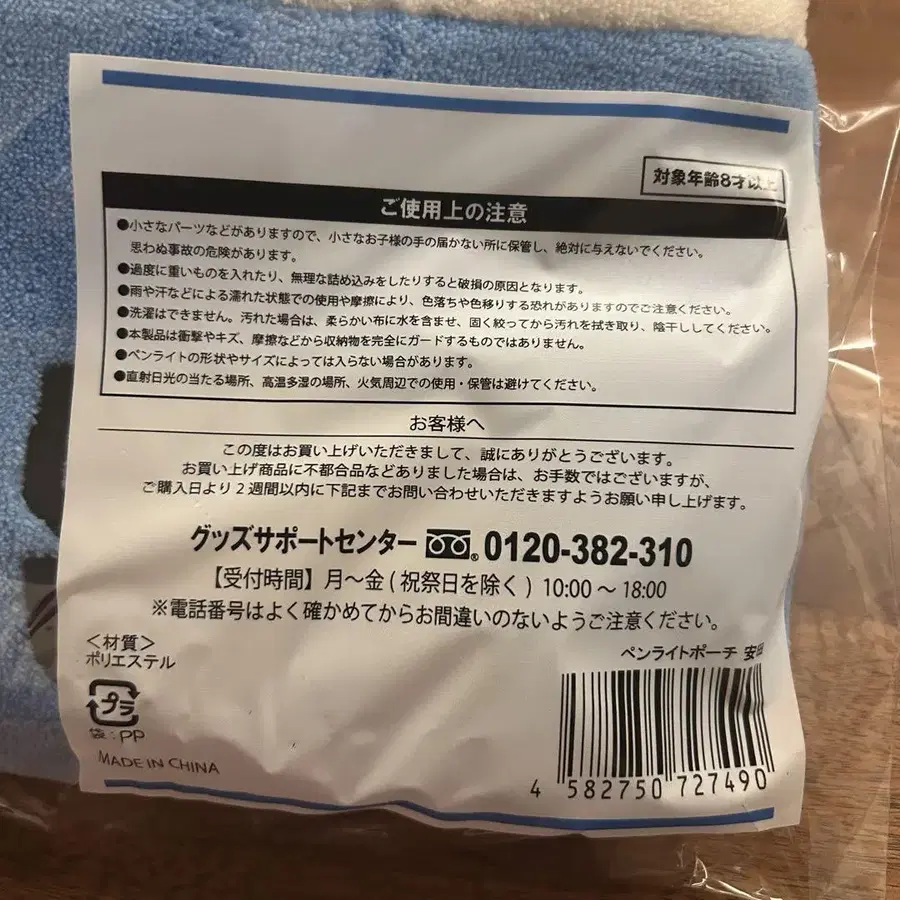 対象年齢8才以上
ご使用上の注意
●小さなパーツなどがありますので、小さなお子様の手の届かない所に保管し、絶対に与えないでください。
思わぬ事故の危険があります。
●過度に重いものを入れたり、無理な詰め込みをしたりすると破損の原因となります。
●雨や汗などによる濡れた状態での使用や摩擦により、色落ちや色移りする恐れがありますのでご注意ください。
●洗濯はできません。汚れた場合は、柔らかい布に水を含ませ、固く絞ってから汚れを拭き取り、陰干ししてください。
●本製品は衝撃やキズ、摩擦などから収納物を完全にガードするものではありません。
●ペンライトの形状やサイズによっては入らない場合があります。
●直射日光の当たる場所、高温多湿の場所、火気周辺での使用・保管は避けてください。
お客様へ
この度はお買い上げいただきまして、誠にありがとうございます。
お買い上げ商品に不都合品などありました場合は、お手数ではございますが、
ご購入日より2週間以内に下記までお問い合わせいただきますようお願い申し上げます。
グッズサポートセンター ® 0120-382-310
【受付時間】月～金(祝祭日を除く) 10:00～18:00
※電話番号はよく確かめてからお間違いのないようご注意ください。
＜材質＞
ポリエステル
プラ
袋:PP
MADE IN CHINA
ペンライトポーチ 安
4 582750 727490